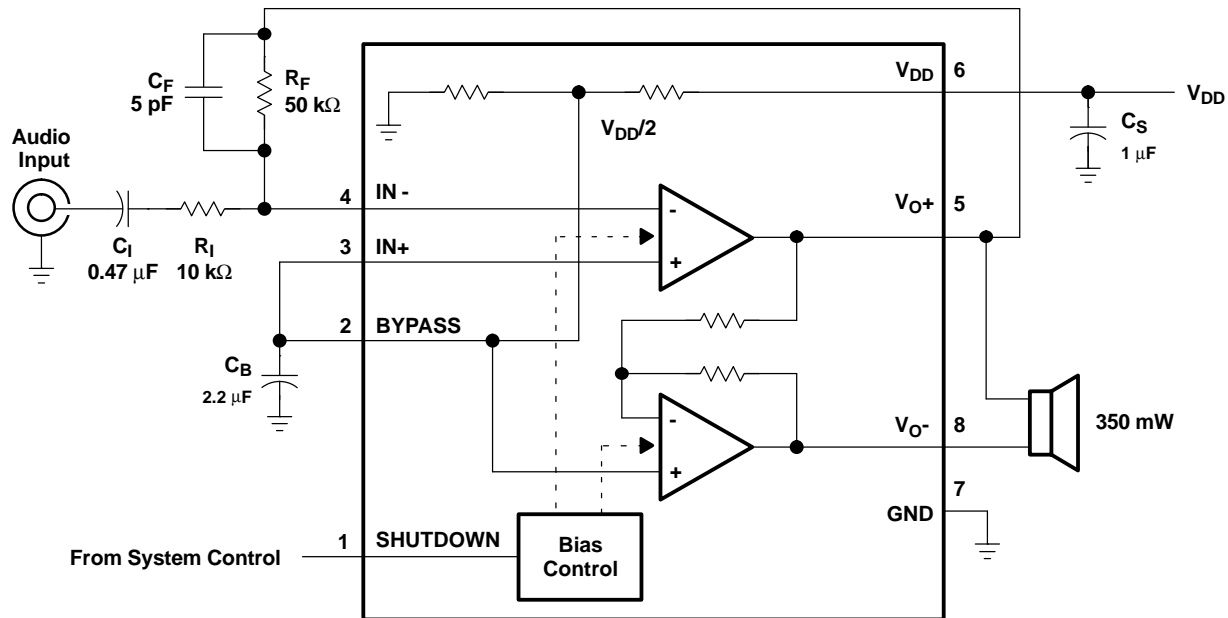 C_F
5 pF
R_F
50 kΩ
V_DD
6
V_DD
V_DD/2
C_S
1 µF
Audio
Input
4
IN -
V_O+
5
-
+
C_I
0.47 µF
R_I
10 kΩ
3
IN+
2
BYPASS
C_B
2.2 µF
-
+
V_O-
8
350 mW
7
GND
From System Control
1
SHUTDOWN
Bias
Control